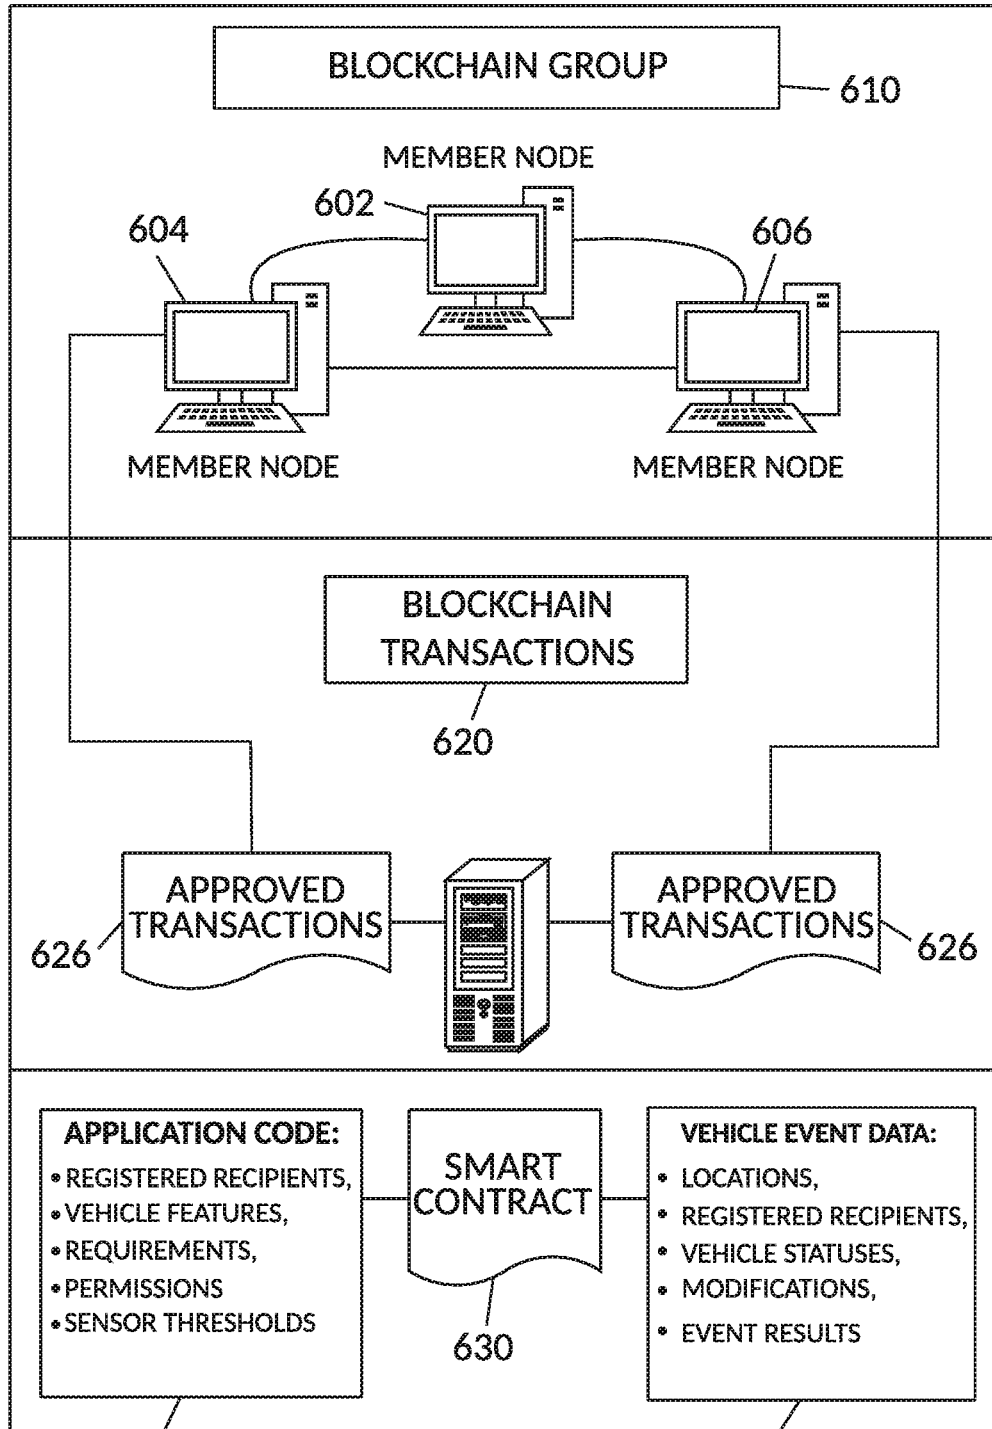 BLOCKCHAIN GROUP
610
MEMBER NODE
602
604
606
MEMBER NODE
MEMBER NODE
BLOCKCHAIN
TRANSACTIONS
620
APPROVED
TRANSACTIONS
626
APPROVED
TRANSACTIONS
626
APPLICATION CODE:
• REGISTERED RECIPIENTS,
• VEHICLE FEATURES,
• REQUIREMENTS,
• PERMISSIONS
• SENSOR THRESHOLDS
SMART
CONTRACT
630
VEHICLE EVENT DATA:
• LOCATIONS,
• REGISTERED RECIPIENTS,
• VEHICLE STATUSES,
• MODIFICATIONS,
• EVENT RESULTS